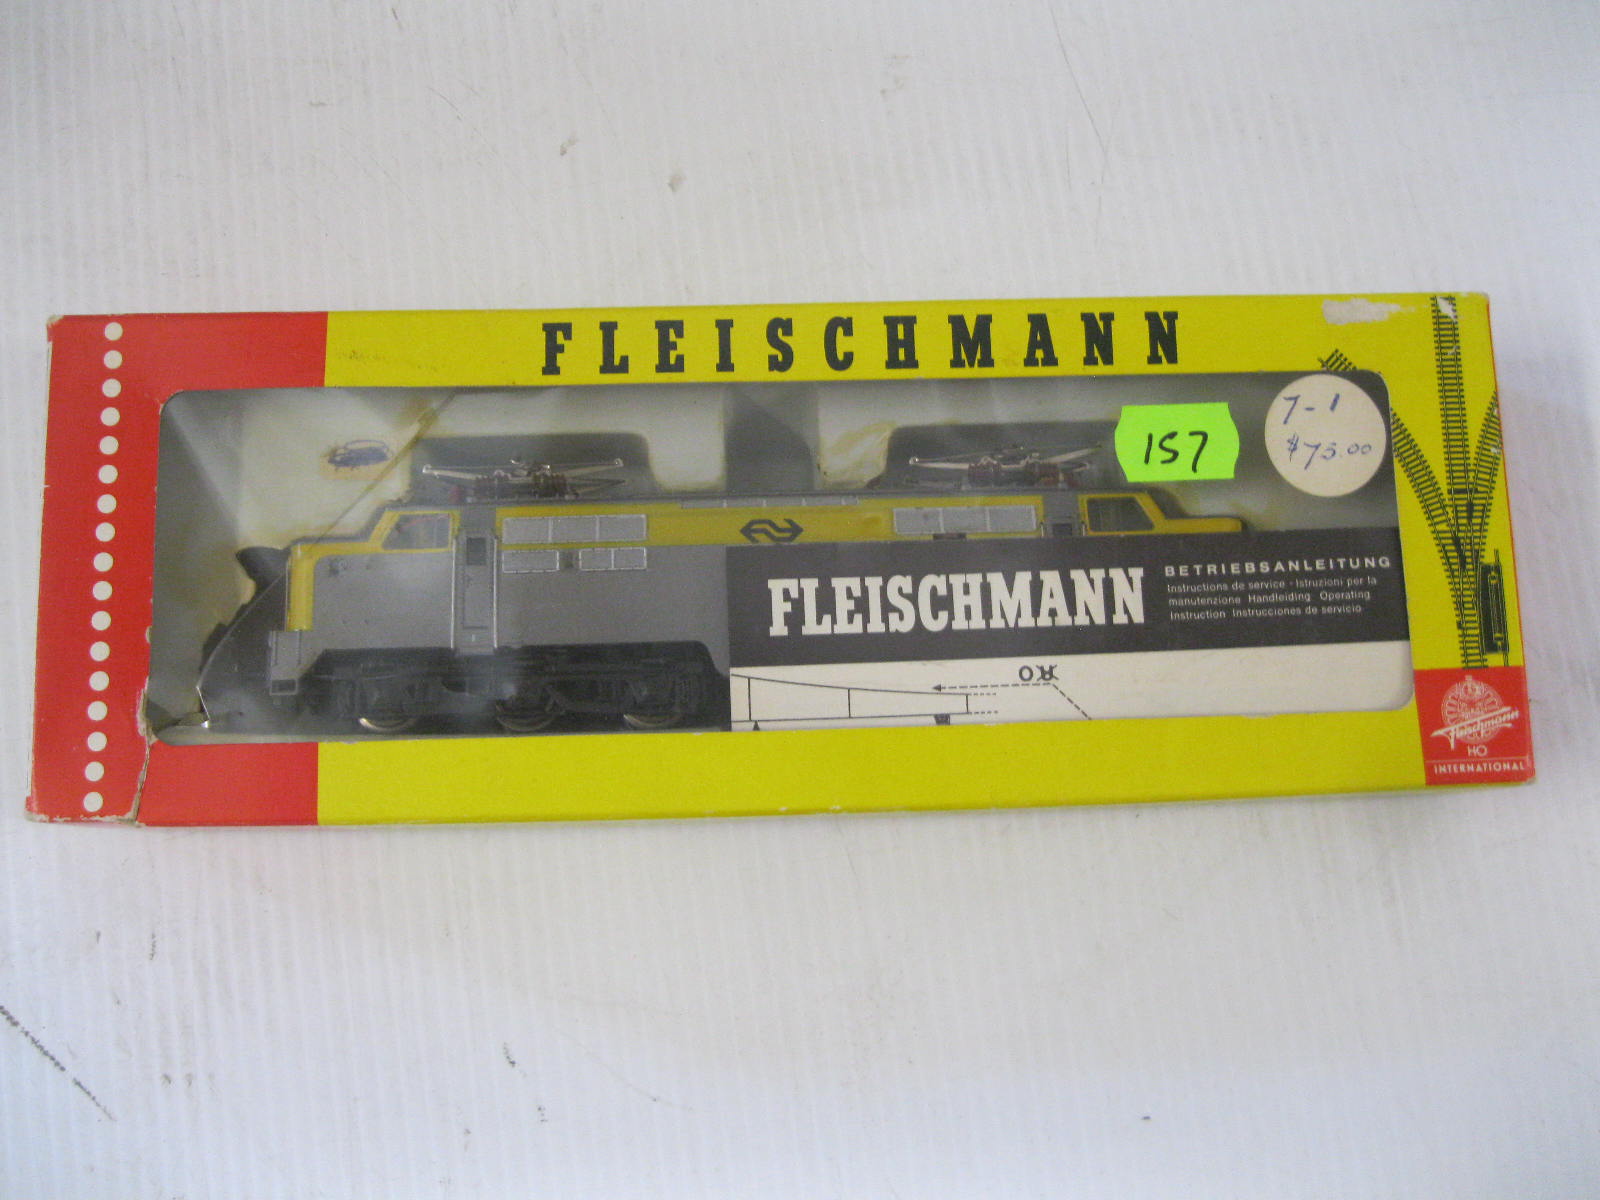 FLEISCHMANN
7-1
$75.00
157
FLEISCHMANN
BETRIEBSANLEITUNG
Instructions de service - Istruzioni per la
manutenzione Handleiding Operating
Instruction Instrucciones de servicio
Fleischmann
HO
INTERNATIONAL